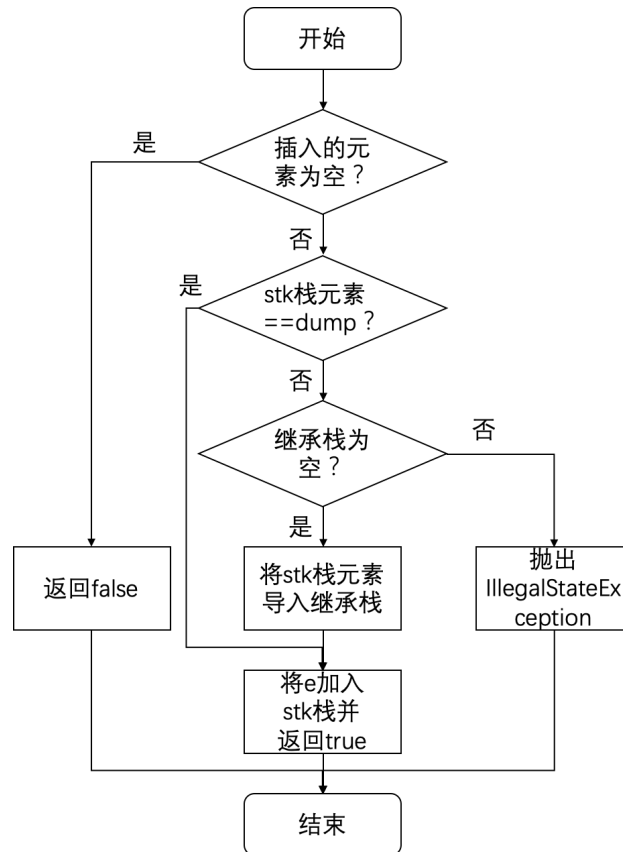 开始
是
插入的元
素为空？
否
是
stk栈元素
==dump？
否
继承栈为
空？
否
是
返回false
将stk栈元素
导入继承栈
抛出
IllegalStateEx
ception
将e加入
stk栈并
返回true
结束